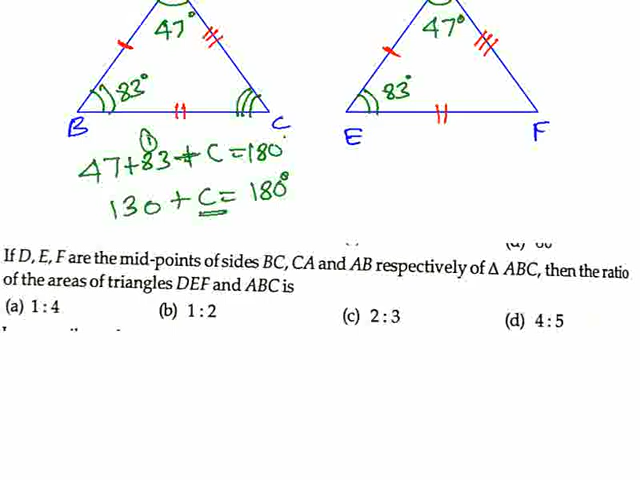 47° 47°
83° 83°
B C E F
①
47+83+C=180°
130+C=180°
If D, E, F are the mid-points of sides BC, CA and AB respectively of Δ ABC, then the ratio
of the areas of triangles DEF and ABC is
(a) 1 : 4 (b) 1 : 2 (c) 2 : 3 (d) 4 : 5